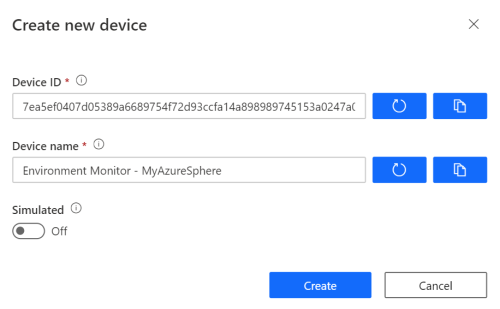 Create new device
Device ID *
7ea5ef0407d05389a6689754f72d93ccfa14a898989745153a0247a0
Device name *
Environment Monitor - MyAzureSphere
Simulated
Off
Create
Cancel